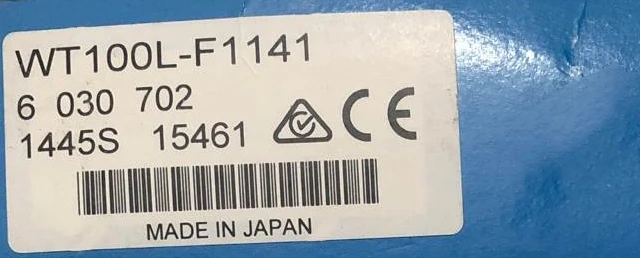 WT100L-F1141
6 030 702
1445S 15461 CE
MADE IN JAPAN